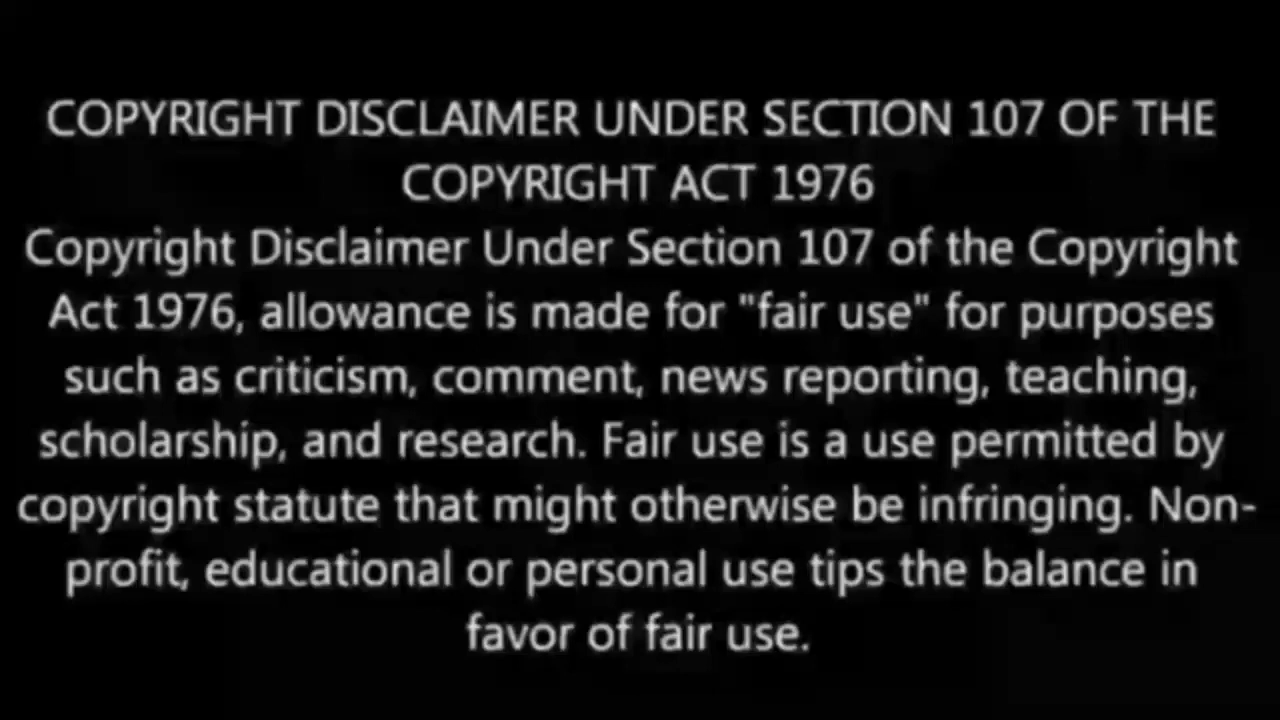 COPYRIGHT DISCLAIMER UNDER SECTION 107 OF THE
COPYRIGHT ACT 1976
Copyright Disclaimer Under Section 107 of the Copyright
Act 1976, allowance is made for "fair use" for purposes
such as criticism, comment, news reporting, teaching,
scholarship, and research. Fair use is a use permitted by
copyright statute that might otherwise be infringing. Non-
profit, educational or personal use tips the balance in
favor of fair use.